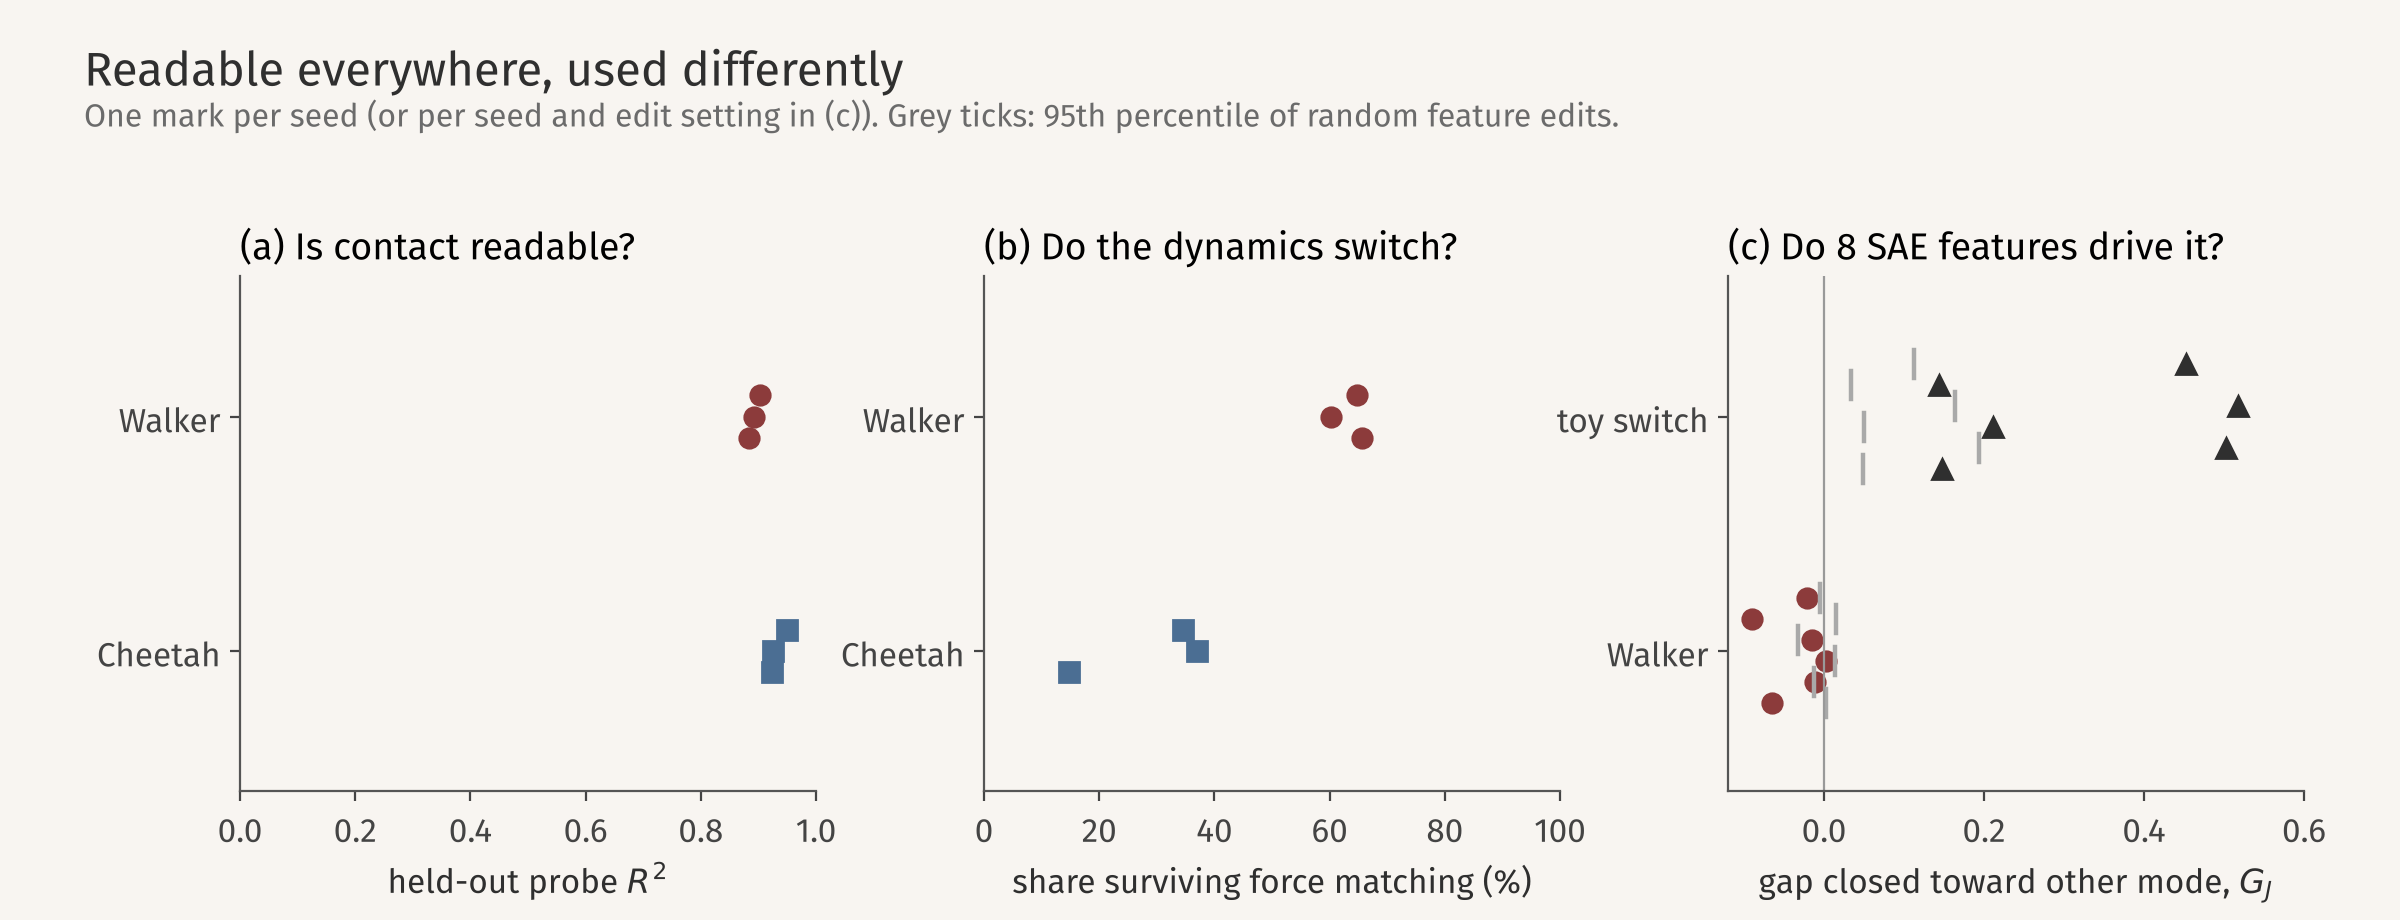 Readable everywhere, used differently
One mark per seed (or per seed and edit setting in (c)). Grey ticks: 95th percentile of random feature edits.
(a) Is contact readable?
Walker
Cheetah
0.0 0.2 0.4 0.6 0.8 1.0
held-out probe R²
(b) Do the dynamics switch?
Walker
Cheetah
0 20 40 60 80 100
share surviving force matching (%)
(c) Do 8 SAE features drive it?
toy switch
Walker
0.0 0.2 0.4 0.6
gap closed toward other mode, G_J